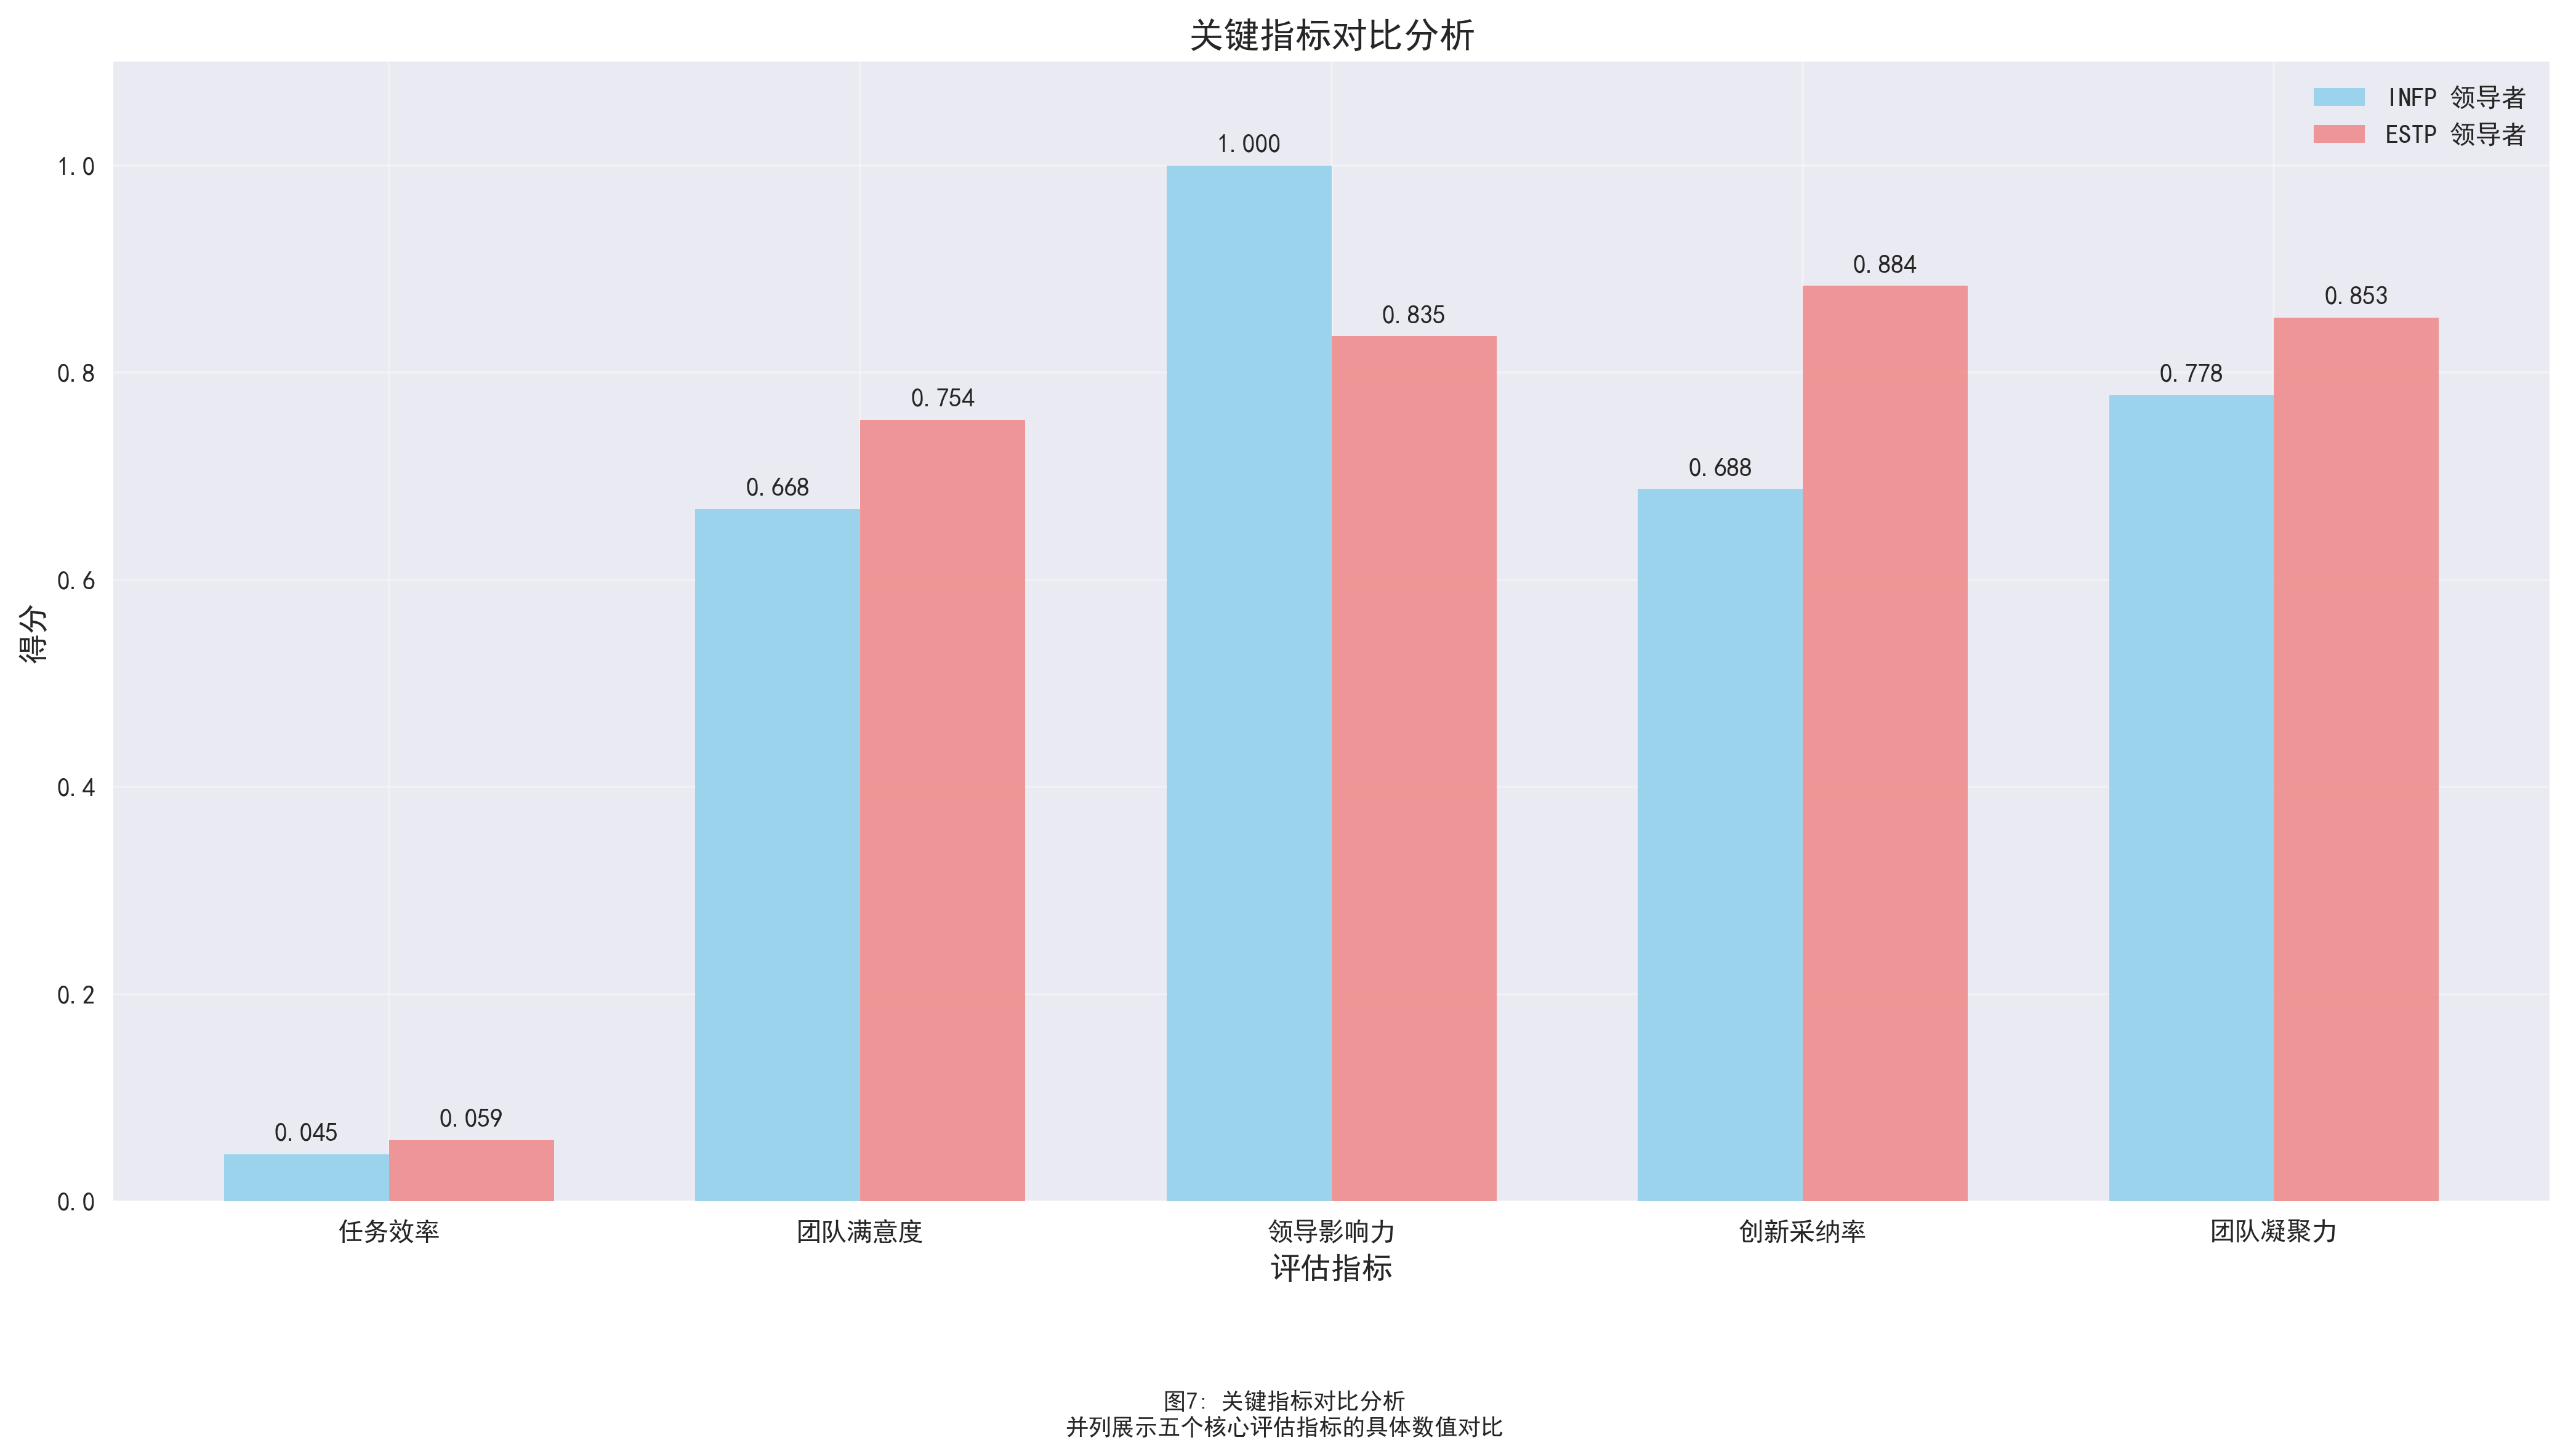 关键指标对比分析
INFP 领导者
ESTP 领导者
得分
1.0
0.8
0.6
0.4
0.2
0.0
0.045
0.059
0.668
0.754
1.000
0.835
0.688
0.884
0.778
0.853
任务效率
团队满意度
领导影响力
创新采纳率
团队凝聚力
评估指标
图7: 关键指标对比分析
并列展示五个核心评估指标的具体数值对比